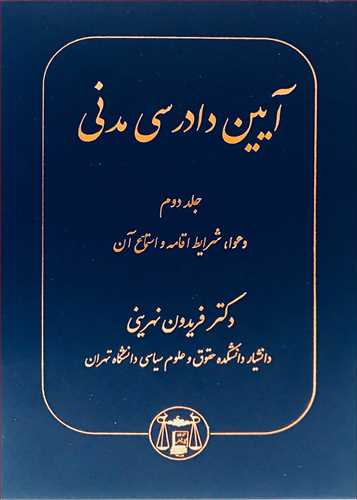 آیین دادرسی مدنی
جلد دوم
دعوا، شرایط اقامه و استماع آن
دکتر فریدون نهرینی
دانشیار دانشکده حقوق و علوم سیاسی دانشگاه تهران